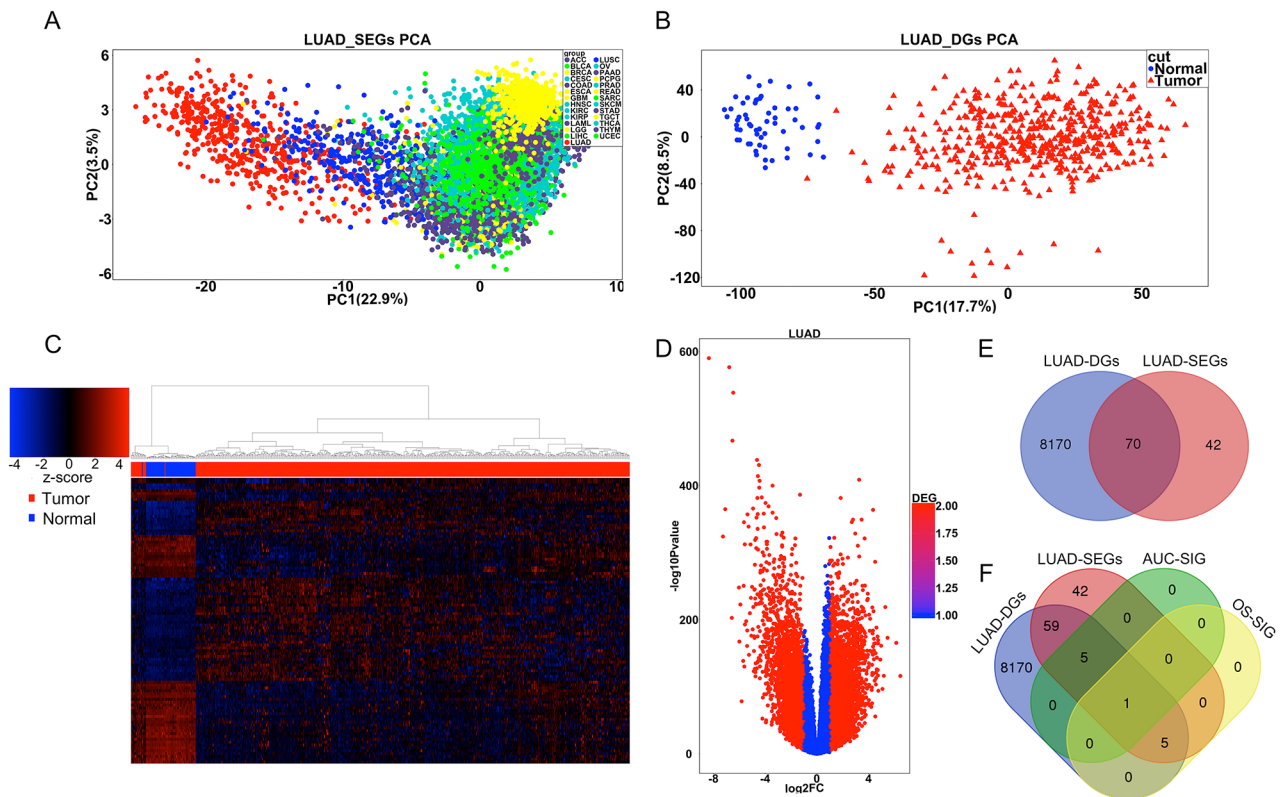 A
LUAD_SEGs PCA
PC2(3.5%)
6
3
0.0
-3
-6
-20
-10
0
10
PC1(22.9%)
group
ACC LUSC
BLCA OV
BRCA PAAD
CESC PCPG
COAD PRAD
ESCA READ
GBM SARC
HNSC SKCM
KIRC STAD
KIRP TGCT
LAML THCA
LGG THYM
LIHC UCEC
LUAD
B
LUAD_DGs PCA
PC2(8.5%)
40
0
-40
-80
-120
-100
-50
0
50
PC1(17.7%)
cut
Normal
Tumor
C
-4 -2 0 2 4
z-score
Tumor
Normal
D
LUAD
-log10Pvalue
600
400
200
0
-8
-4
0
4
log2FC
DEG
2.00
1.75
1.50
1.25
1.00
E
LUAD-DGs
LUAD-SEGs
8170
70
42
F
LUAD-DGs
LUAD-SEGs
AUC-SIG
OS-SIG
42
0
59
0
0
8170
5
0
0
0
1
0
0
5
0